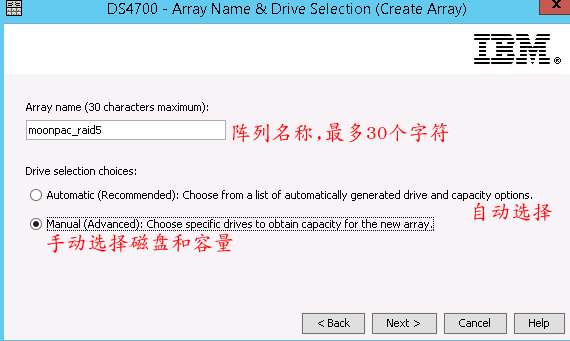 DS4700 - Array Name & Drive Selection (Create Array)
IBM®
Array name (30 characters maximum):
moonpac_raid5
阵列名称,最多30个字符
Drive selection choices:
Automatic (Recommended): Choose from a list of automatically generated drive and capacity options.
自动选择
Manual (Advanced): Choose specific drives to obtain capacity for the new array.
手动选择磁盘和容量
< Back
Next >
Cancel
Help